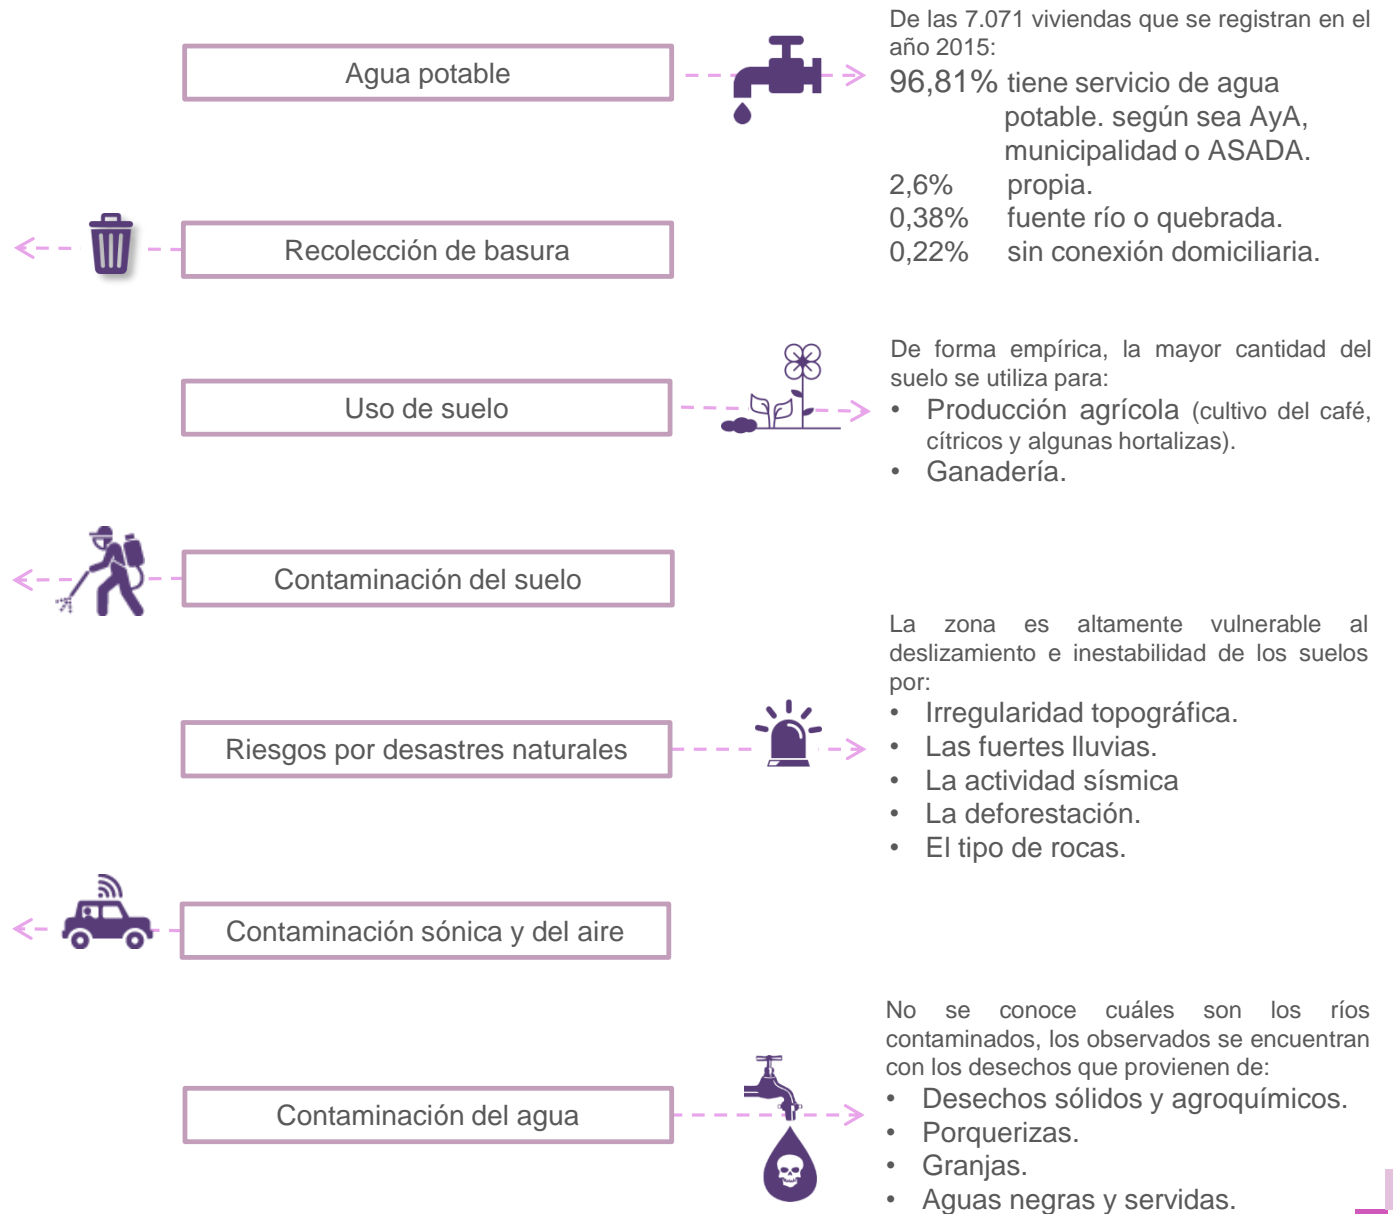 Agua potable
De las 7.071 viviendas que se registran en el
año 2015:
96,81% tiene servicio de agua
potable. según sea AyA,
municipalidad o ASADA.
2,6% propia.
0,38% fuente río o quebrada.
0,22% sin conexión domiciliaria.
Recolección de basura
Uso de suelo
De forma empírica, la mayor cantidad del
suelo se utiliza para:
• Producción agrícola (cultivo del café,
cítricos y algunas hortalizas).
• Ganadería.
Contaminación del suelo
Riesgos por desastres naturales
La zona es altamente vulnerable al
deslizamiento e inestabilidad de los suelos
por:
• Irregularidad topográfica.
• Las fuertes lluvias.
• La actividad sísmica
• La deforestación.
• El tipo de rocas.
Contaminación sónica y del aire
Contaminación del agua
No se conoce cuáles son los ríos
contaminados, los observados se encuentran
con los desechos que provienen de:
• Desechos sólidos y agroquímicos.
• Porquerizas.
• Granjas.
• Aguas negras y servidas.